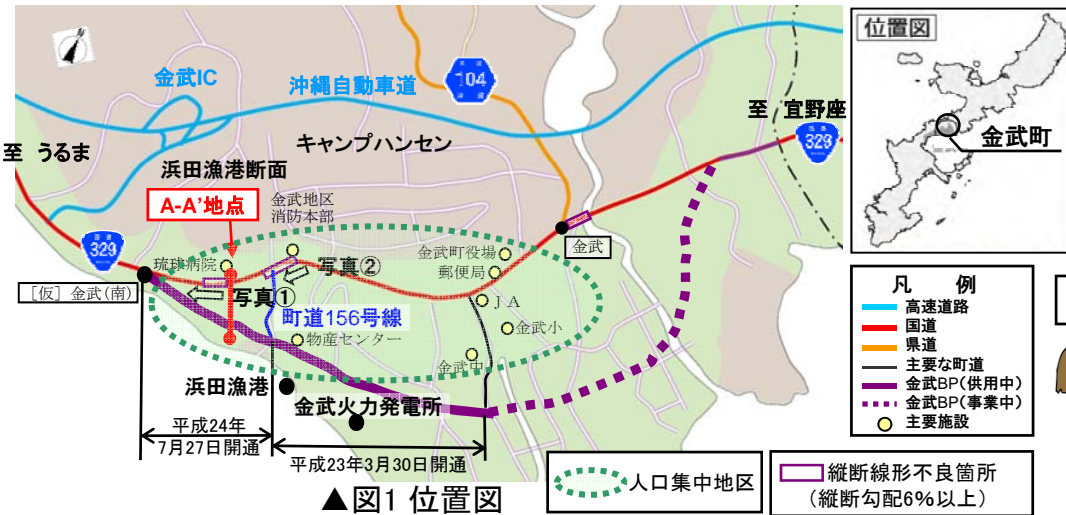 金武IC
沖縄自動車道
県道
104
沖縄
至 宜野座
329
至 うるま
キャンプハンセン
浜田漁港断面
A-A'地点
金武地区
消防本部
国道
329
琉球病院
写真②
金武町役場
郵便局
金武
[仮] 金武(南)
写真①
町道156号線
JA
金武小
物産センター
金武中
浜田漁港
金武火力発電所
平成24年
7月27日開通
平成23年3月30日開通
▲図1 位置図
人口集中地区
縦断線形不良箇所
(縦断勾配6%以上)
位置図
金武町
凡 例
高速道路
国道
県道
主要な町道
金武BP(供用中)
金武BP(事業中)
主要施設